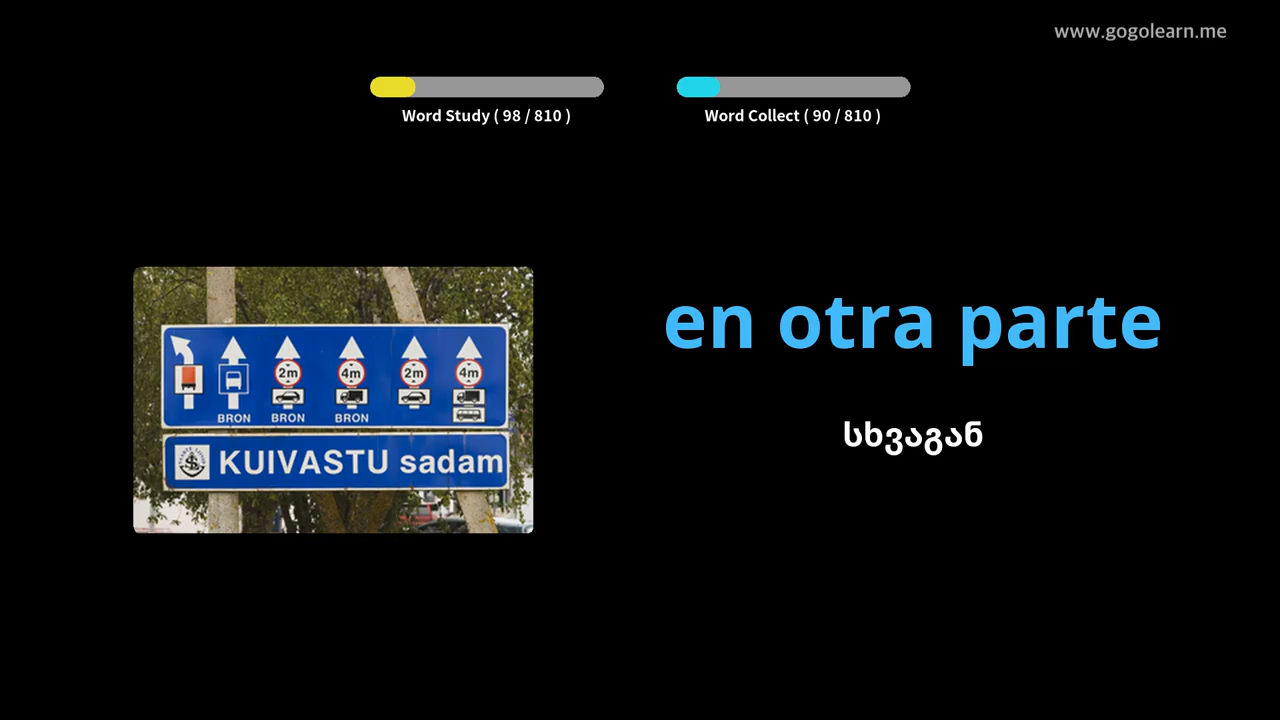 www.gogolearn.me
Word Study ( 98 / 810 )
Word Collect ( 90 / 810 )
2m 4m 2m 4m
BRON BRON BRON
KUIVASTU sadam
en otra parte
სხვაგან